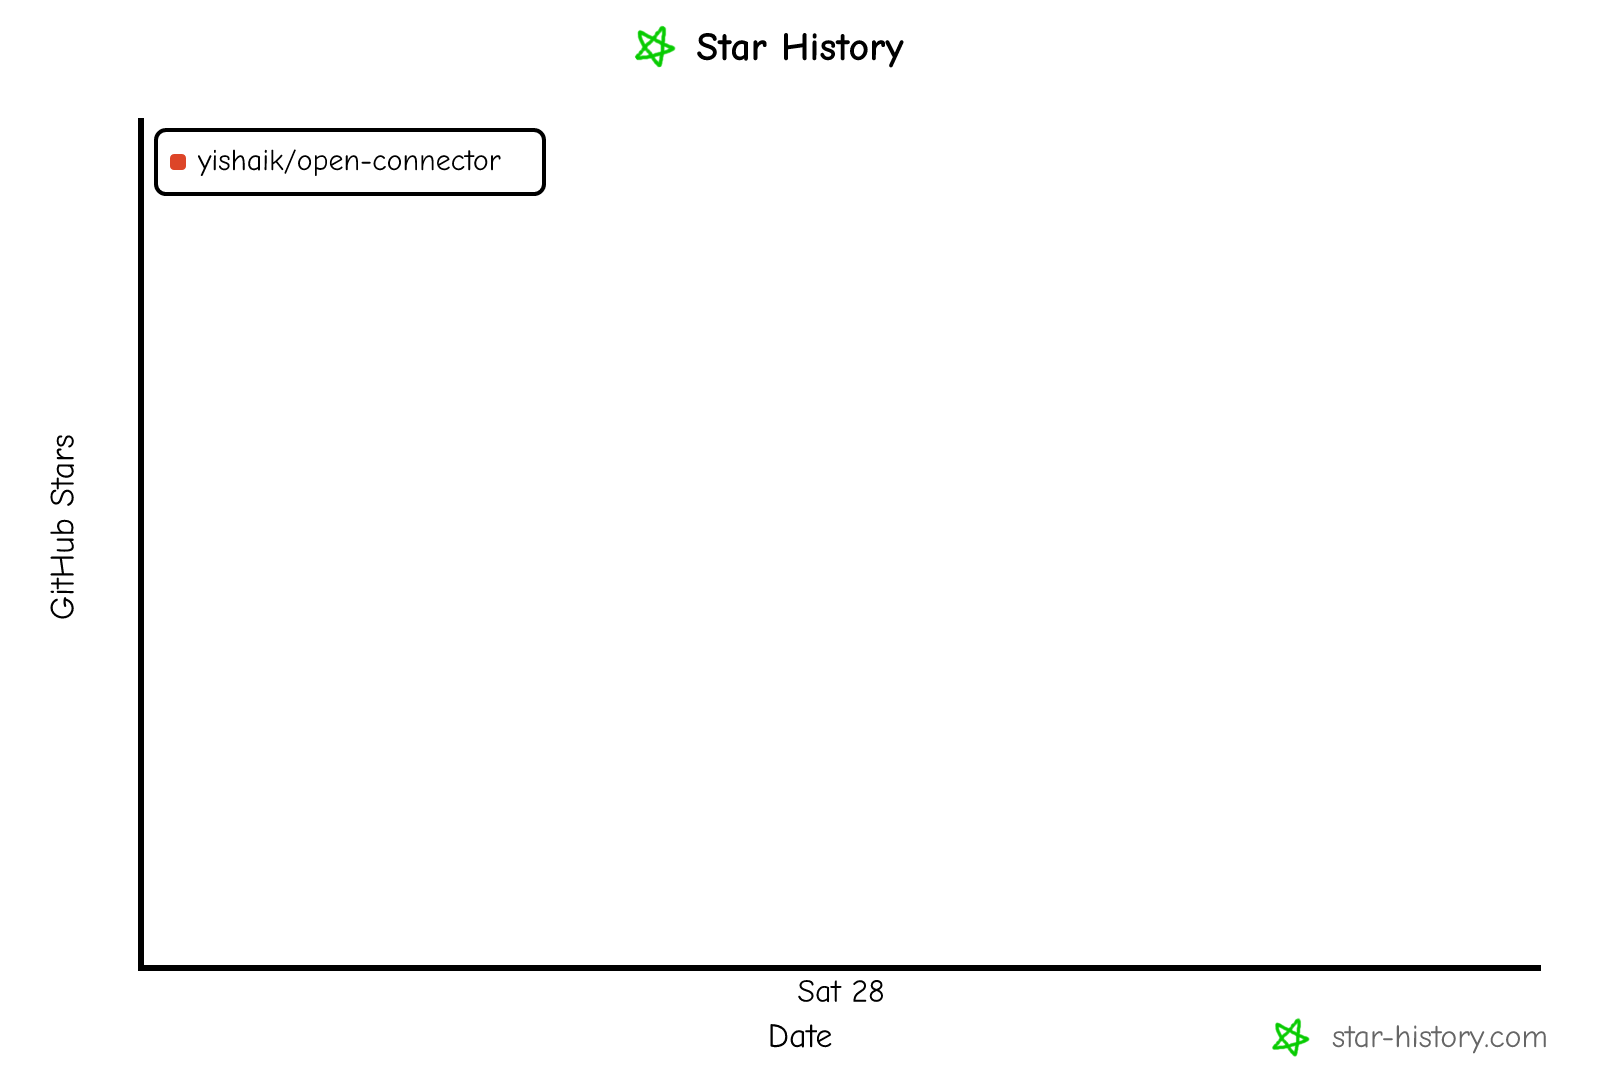 Star History
yishaik/open-connector
GitHub Stars
Sat 28
Date
star-history.com